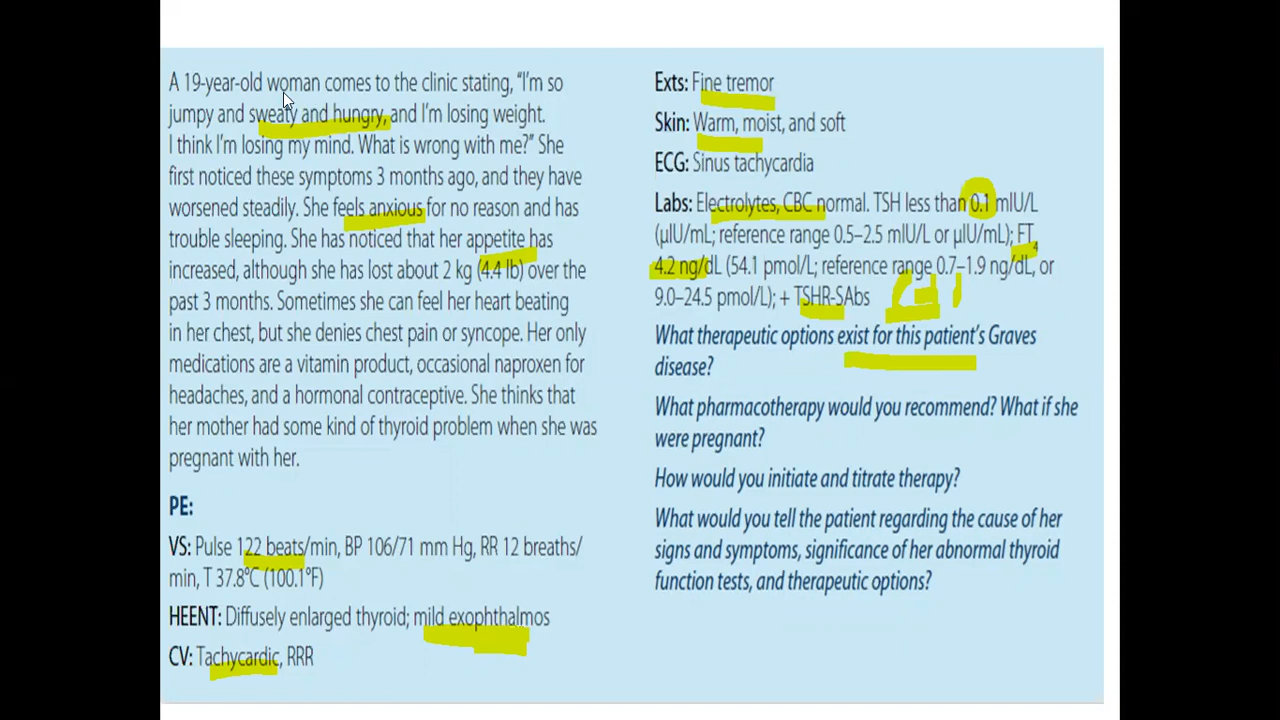 A 19-year-old woman comes to the clinic stating, “I’m so
jumpy and sweaty and hungry, and I’m losing weight.
I think I’m losing my mind. What is wrong with me?” She
first noticed these symptoms 3 months ago, and they have
worsened steadily. She feels anxious for no reason and has
trouble sleeping. She has noticed that her appetite has
increased, although she has lost about 2 kg (4.4 lb) over the
past 3 months. Sometimes she can feel her heart beating
in her chest, but she denies chest pain or syncope. Her only
medications are a vitamin product, occasional naproxen for
headaches, and a hormonal contraceptive. She thinks that
her mother had some kind of thyroid problem when she was
pregnant with her.
PE:
VS: Pulse 122 beats/min, BP 106/71 mm Hg, RR 12 breaths/
min, T 37.8°C (100.1°F)
HEENT: Diffusely enlarged thyroid; mild exophthalmos
CV: Tachycardic, RRR
Exts: Fine tremor
Skin: Warm, moist, and soft
ECG: Sinus tachycardia
Labs: Electrolytes, CBC normal. TSH less than 0.1 mIU/L
(μIU/mL; reference range 0.5–2.5 mIU/L or μIU/mL); FT4
4.2 ng/dL (54.1 pmol/L; reference range 0.7–1.9 ng/dL, or
9.0–24.5 pmol/L); + TSHR-SAbs
What therapeutic options exist for this patient’s Graves
disease?
What pharmacotherapy would you recommend? What if she
were pregnant?
How would you initiate and titrate therapy?
What would you tell the patient regarding the cause of her
signs and symptoms, significance of her abnormal thyroid
function tests, and therapeutic options?